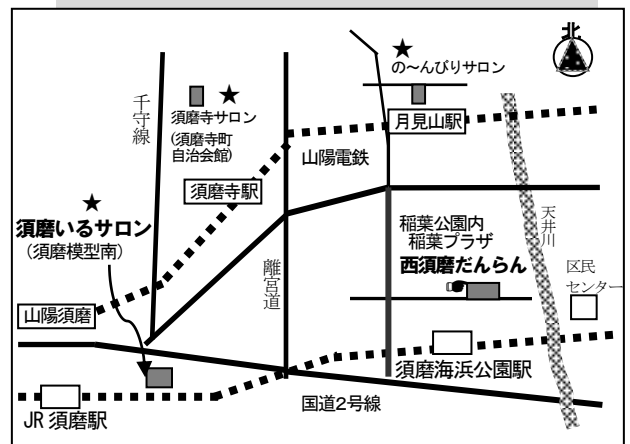 北
の～んびりサロン
千守線
須磨寺サロン
(須磨寺町
自治会館)
月見山駅
山陽電鉄
須磨寺駅
須磨いるサロン
(須磨模型南)
稲葉公園内
稲葉プラザ
西須磨だんらん
天井川
区民
センター
離宮道
山陽須磨
須磨海浜公園駅
国道2号線
JR 須磨駅